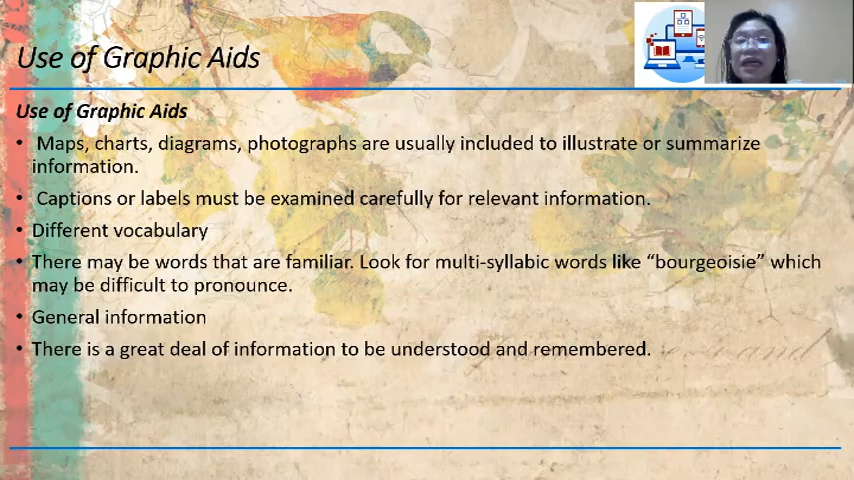 Use of Graphic Aids
Use of Graphic Aids
• Maps, charts, diagrams, photographs are usually included to illustrate or summarize
information.
• Captions or labels must be examined carefully for relevant information.
• Different vocabulary
• There may be words that are familiar. Look for multi-syllabic words like “bourgeoisie” which
may be difficult to pronounce.
• General information
• There is a great deal of information to be understood and remembered.